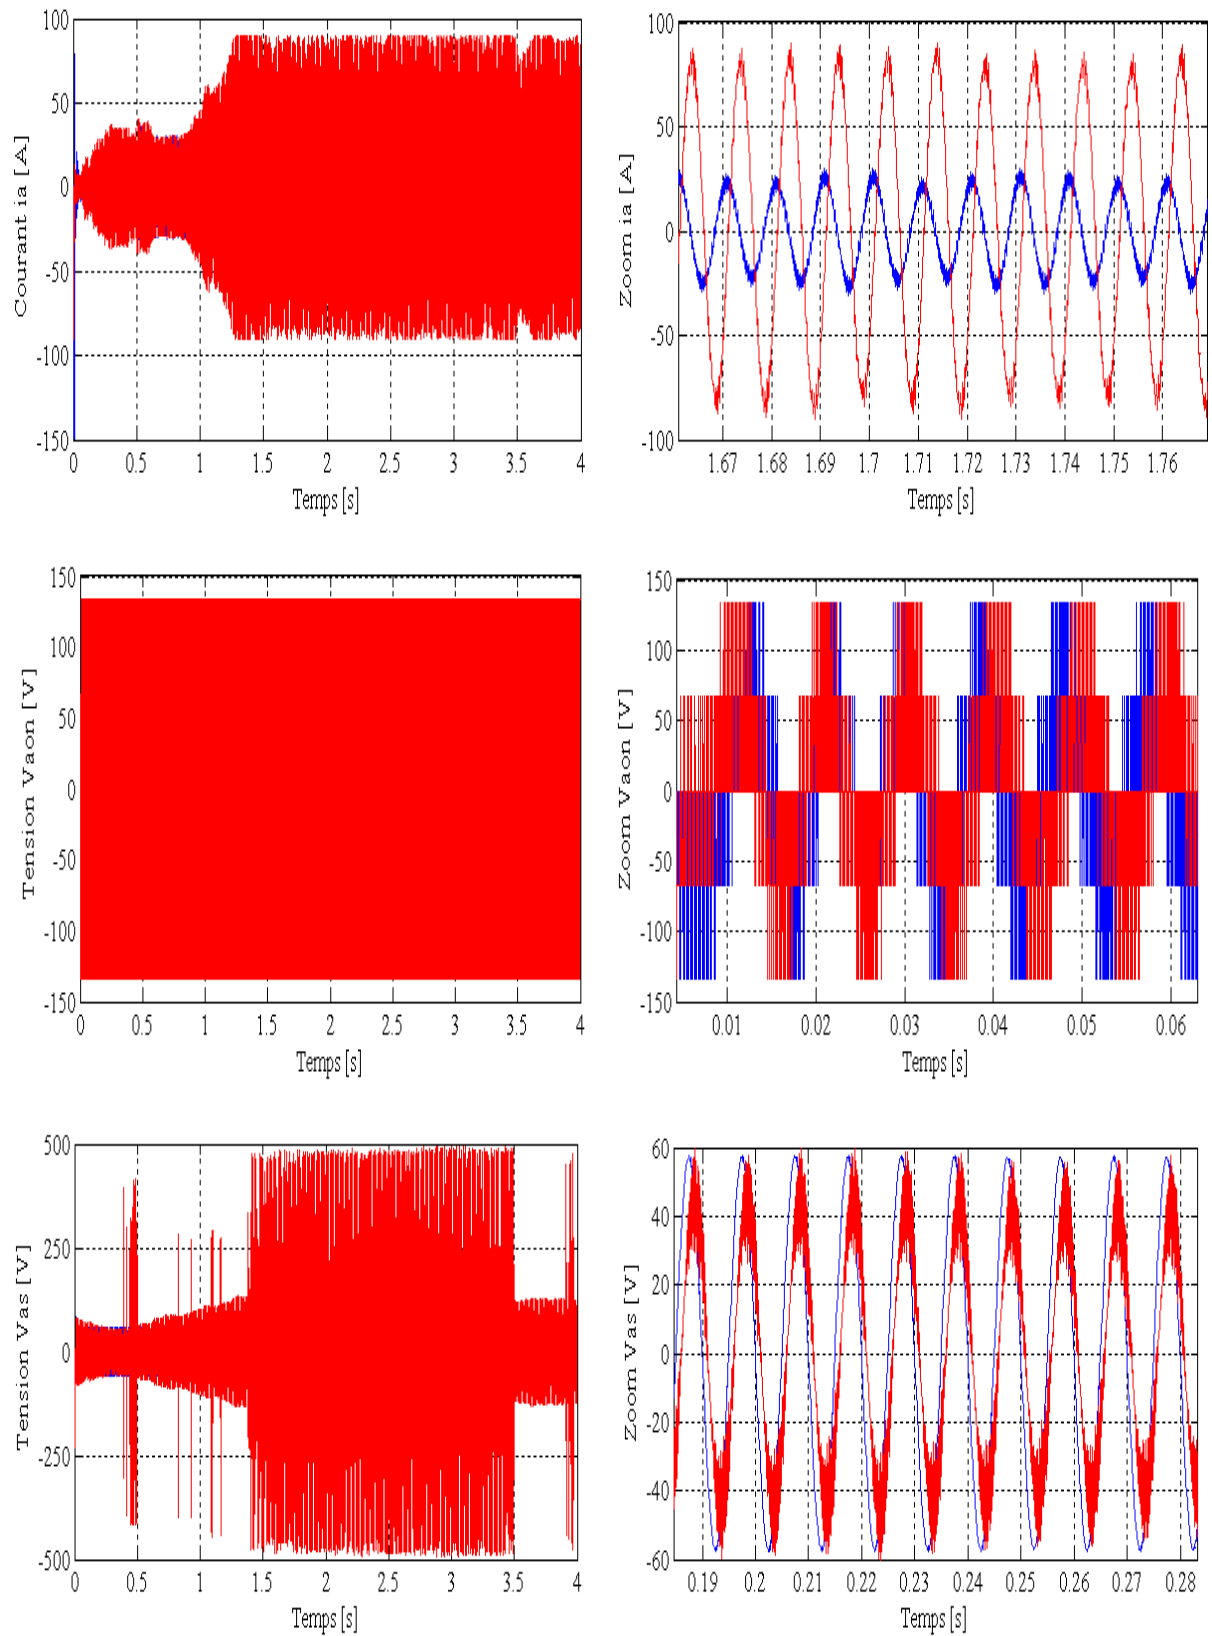 100
50
0
-50
-100
-150
Courant ia [A]
0 0.5 1 1.5 2 2.5 3 3.5 4
Temps [s]
100
50
0
-50
-100
Zoom ia [A]
1.67 1.68 1.69 1.7 1.71 1.72 1.73 1.74 1.75 1.76
Temps [s]
150
100
50
0
-50
-100
-150
Tension Vaon [V]
0 0.5 1 1.5 2 2.5 3 3.5 4
Temps [s]
150
100
50
0
-50
-100
-150
Zoom Vaon [V]
0.01 0.02 0.03 0.04 0.05 0.06
Temps [s]
500
250
0
-250
-500
Tension Vas [V]
0 0.5 1 1.5 2 2.5 3 3.5 4
Temps [s]
60
40
20
0
-20
-40
-60
Zoom Vas [V]
0.19 0.2 0.21 0.22 0.23 0.24 0.25 0.26 0.27 0.28
Temps [s]